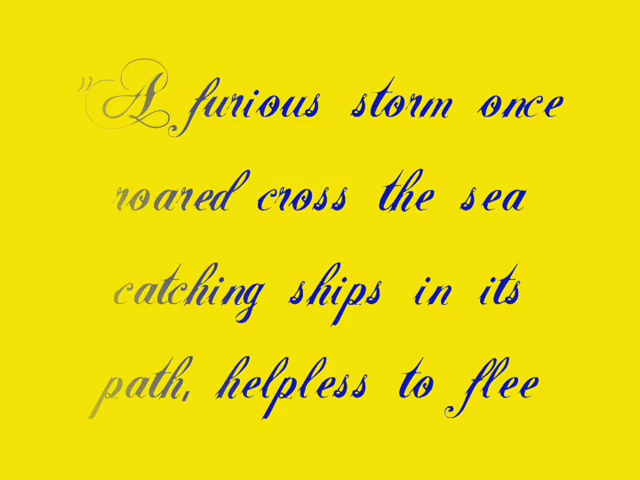 "A furious storm once
roared cross the sea
catching ships in its
path, helpless to flee